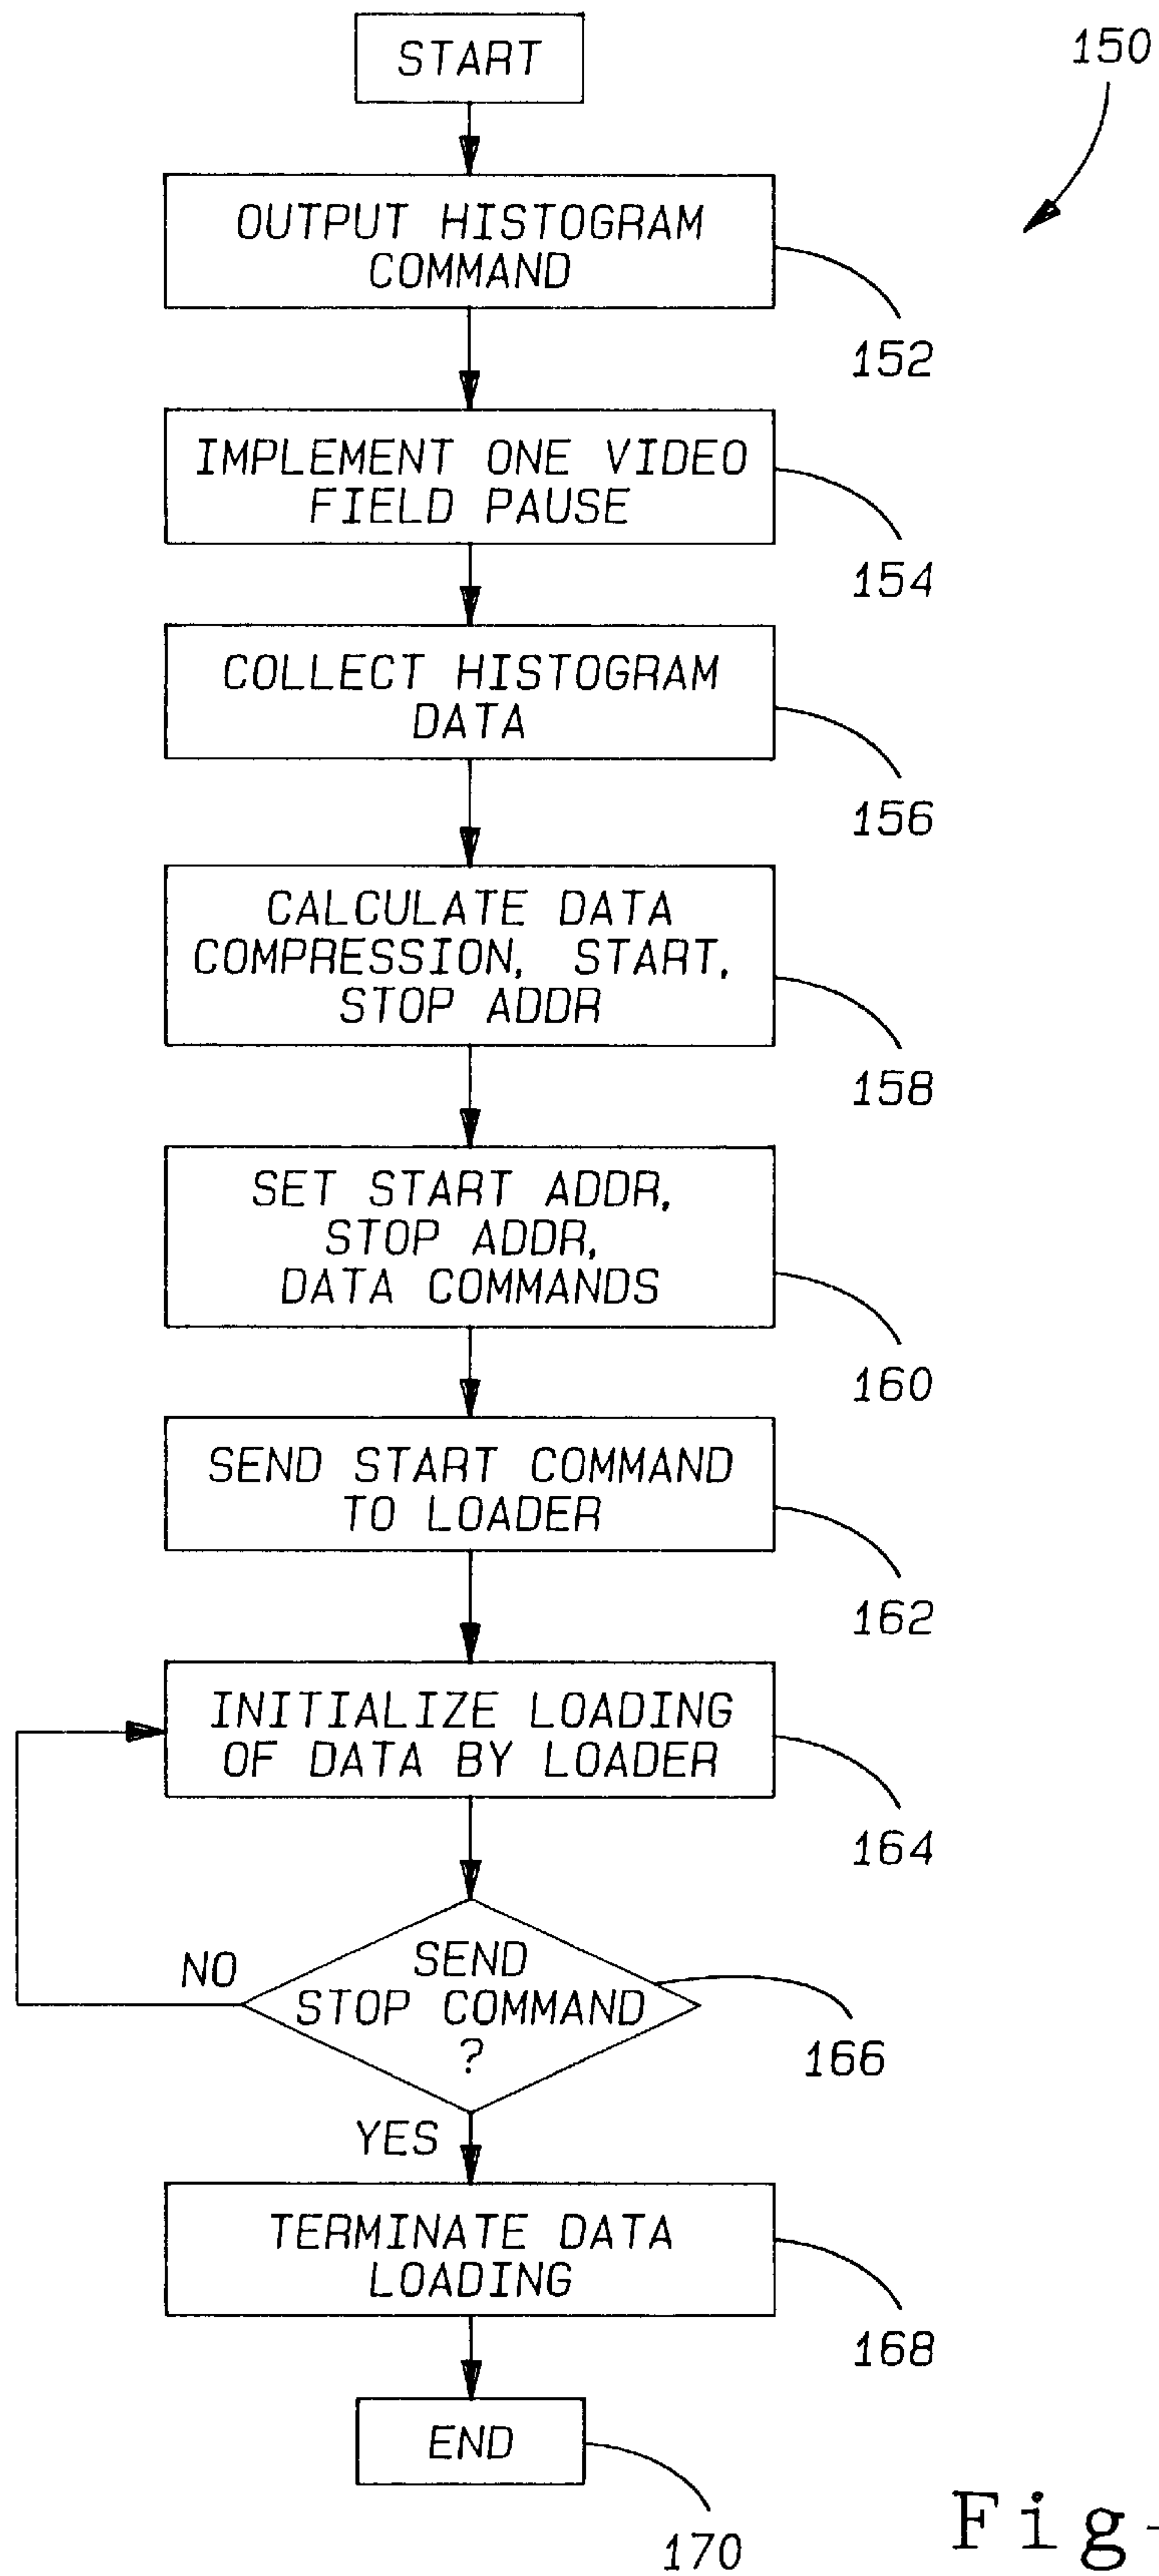 START
150
OUTPUT HISTOGRAM
COMMAND
152
IMPLEMENT ONE VIDEO
FIELD PAUSE
154
COLLECT HISTOGRAM
DATA
156
CALCULATE DATA
COMPRESSION, START,
STOP ADDR
158
SET START ADDR,
STOP ADDR,
DATA COMMANDS
160
SEND START COMMAND
TO LOADER
162
INITIALIZE LOADING
OF DATA BY LOADER
164
NO
SEND
STOP COMMAND
?
166
YES
TERMINATE DATA
LOADING
168
END
170
Fig-